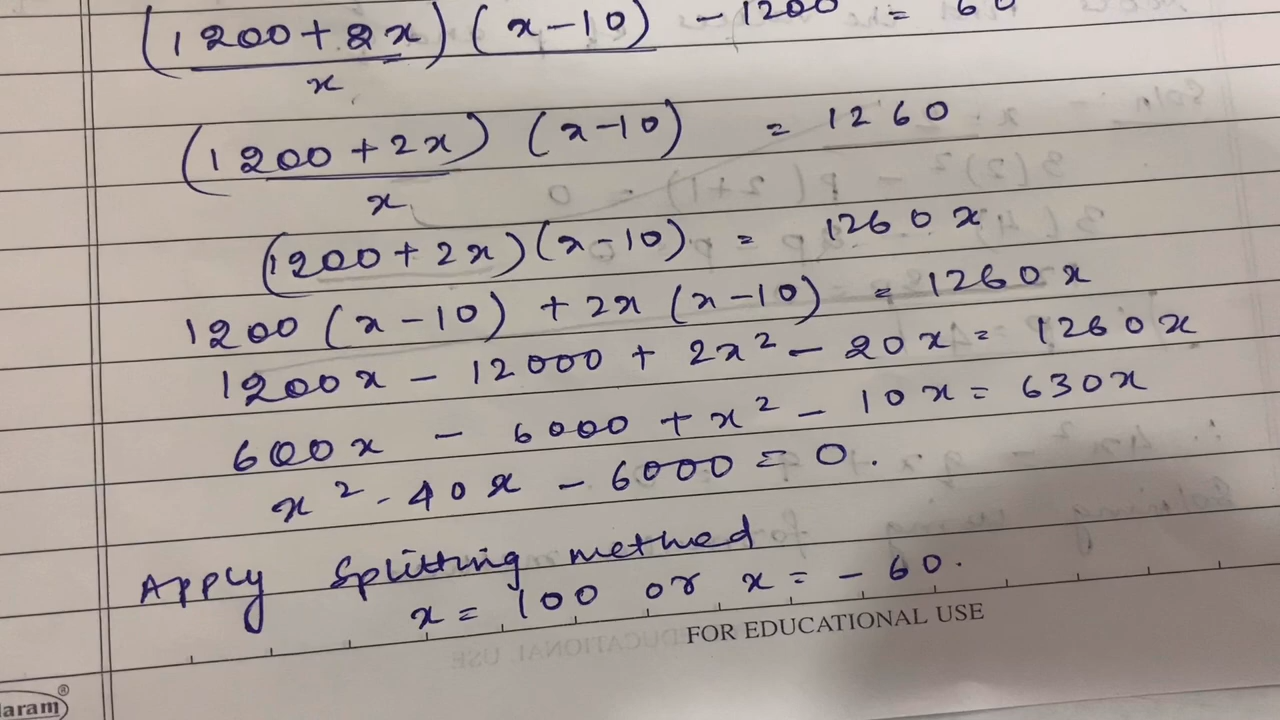 (1200+2x)(x-10) -1200 = 60
x
(1200+2x)(x-10) = 1260
x
(1200+2x)(x-10) = 1260x
1200(x-10) + 2x(x-10) = 1260x
1200x - 12000 + 2x² - 20x = 1260x
600x - 6000 + x² - 10x = 630x
x² - 40x - 6000 = 0.
Apply Splitting method
x = 100 or x = -60.
FOR EDUCATIONAL USE
laram®